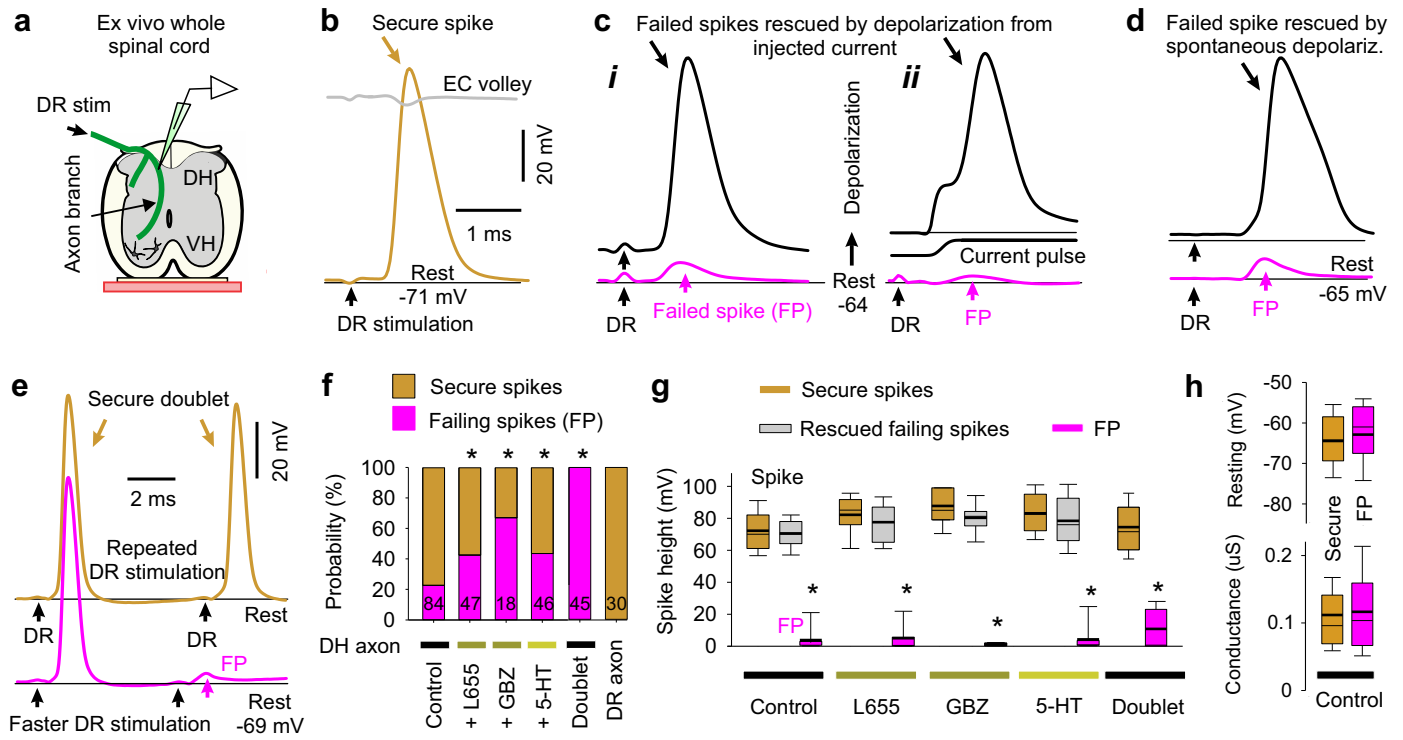 a
Ex vivo whole
spinal cord
DR stim
Axon branch
DH
VH
b
Secure spike
EC volley
20 mV
1 ms
Rest
-71 mV
DR stimulation
c
Failed spikes rescued by depolarization from
injected current
i
DR
Failed spike (FP)
Depolarization
Rest
-64
ii
Current pulse
DR
FP
d
Failed spike rescued by
spontaneous depolariz.
Rest
-65 mV
DR
FP
e
Secure doublet
20 mV
2 ms
Repeated
DR stimulation
DR
DR
Rest
FP
Faster DR stimulation
Rest
-69 mV
f
Secure spikes
Failing spikes (FP)
* * * *
Probability (%)
100
80
60
40
20
0
84 47 18 46 45 30
DH axon
Control
+ L655
+ GBZ
+ 5-HT
Doublet
DR axon
g
Secure spikes
Rescued failing spikes
FP
Spike height (mV)
100
80
60
40
20
0
Spike
FP
* * * * *
Control L655 GBZ 5-HT Doublet
h
Resting (mV)
-50
-60
-70
-80
Secure
FP
Conductance (uS)
0.2
0.1
0
Control